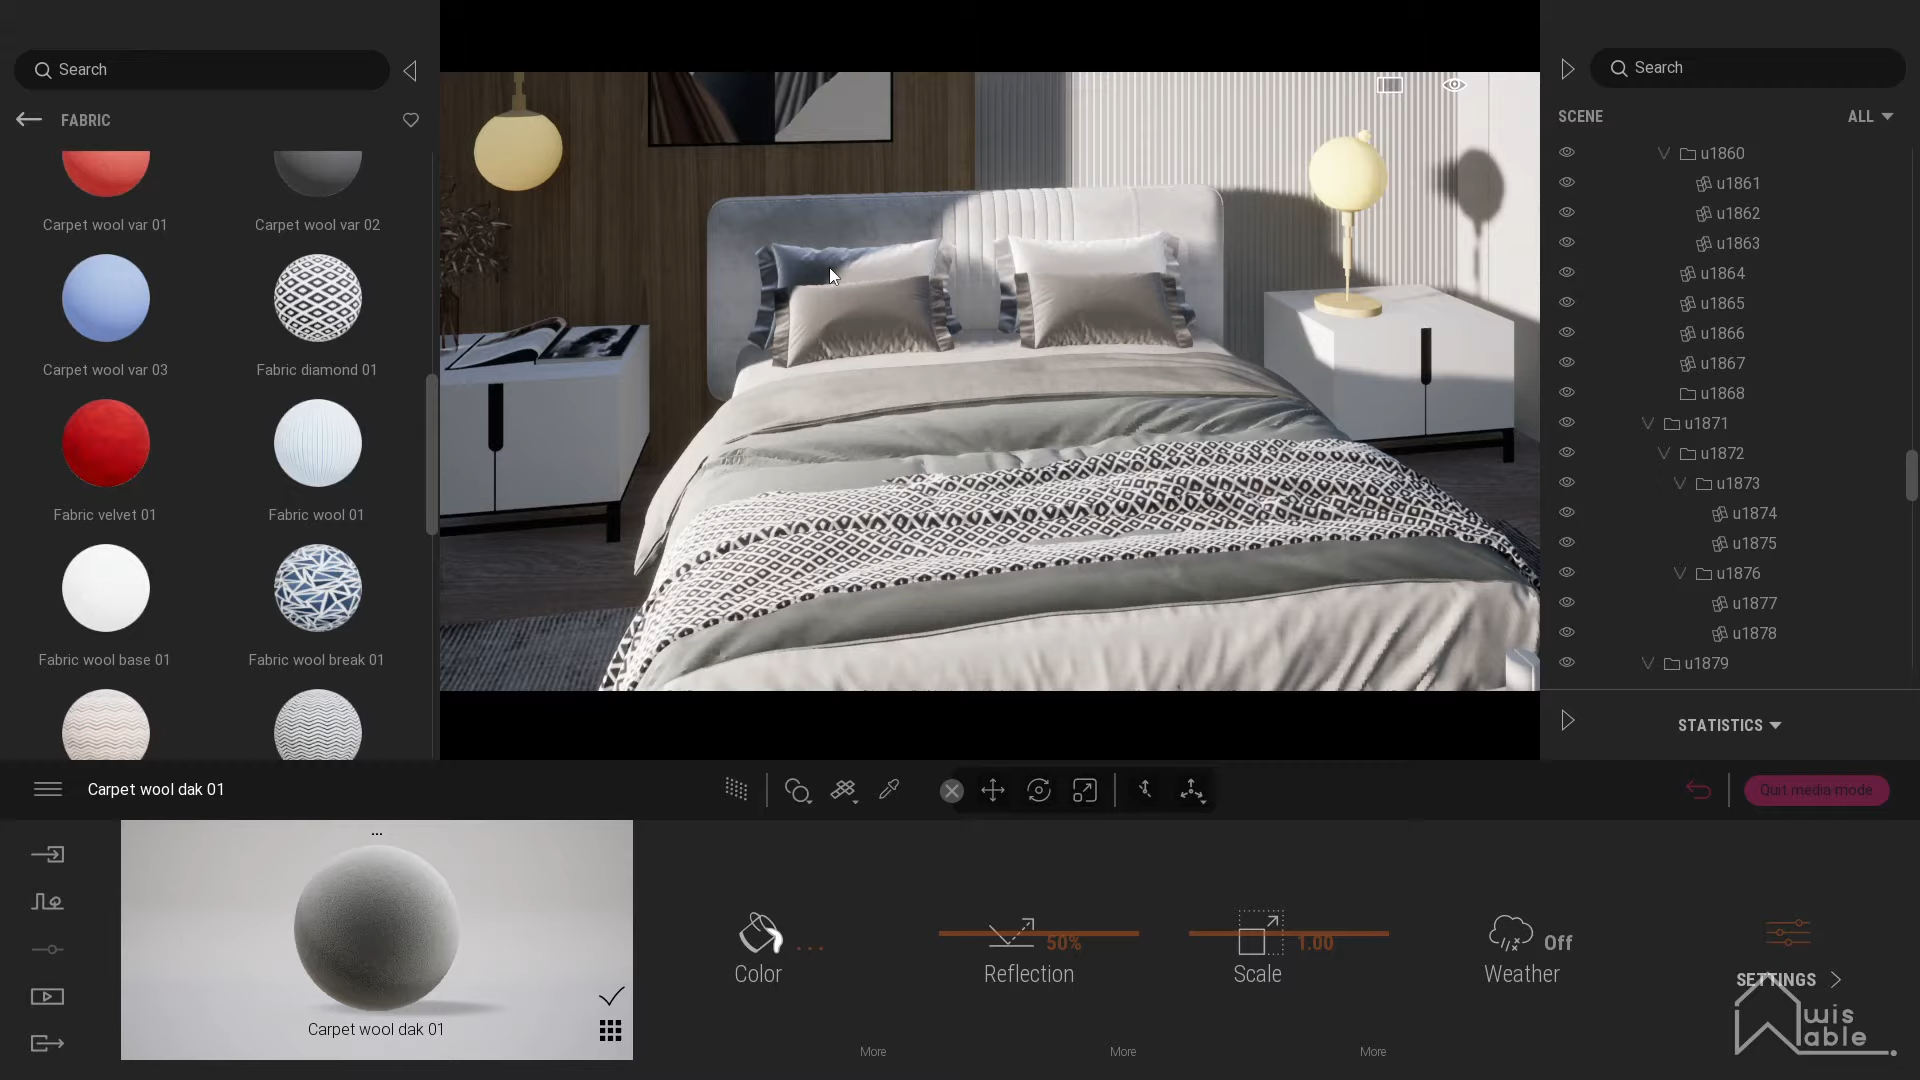 Search
FABRIC
Carpet wool var 01
Carpet wool var 02
Carpet wool var 03
Fabric diamond 01
Fabric velvet 01
Fabric wool 01
Fabric wool base 01
Fabric wool break 01
Search
SCENE
ALL
u1860
u1861
u1862
u1863
u1864
u1865
u1866
u1867
u1868
u1871
u1872
u1873
u1874
u1875
u1876
u1877
u1878
u1879
STATISTICS
Carpet wool dak 01
Quit media mode
...
Carpet wool dak 01
...
Color
50%
Reflection
1.00
Scale
Off
Weather
SETTINGS
More
More
More
wis
able